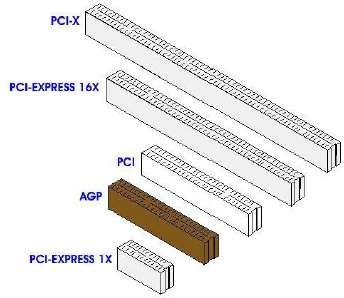 PCI-X
PCI-EXPRESS 16X
PCI
AGP
PCI-EXPRESS 1X